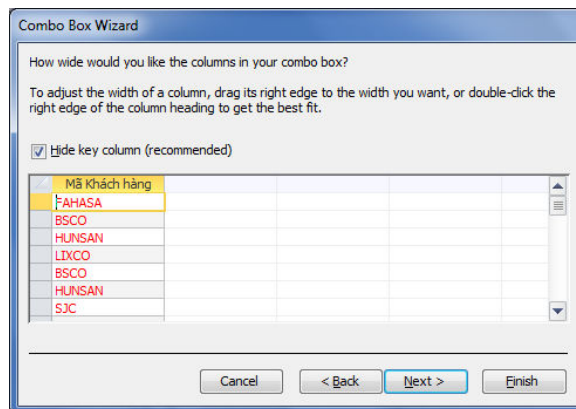 Combo Box Wizard
How wide would you like the columns in your combo box?
To adjust the width of a column, drag its right edge to the width you want, or double-click the
right edge of the column heading to get the best fit.
Hide key column (recommended)
Mã Khách hàng
FAHASA
BSCO
HUNSAN
LIXCO
BSCO
HUNSAN
SJC
Cancel < Back Next > Finish